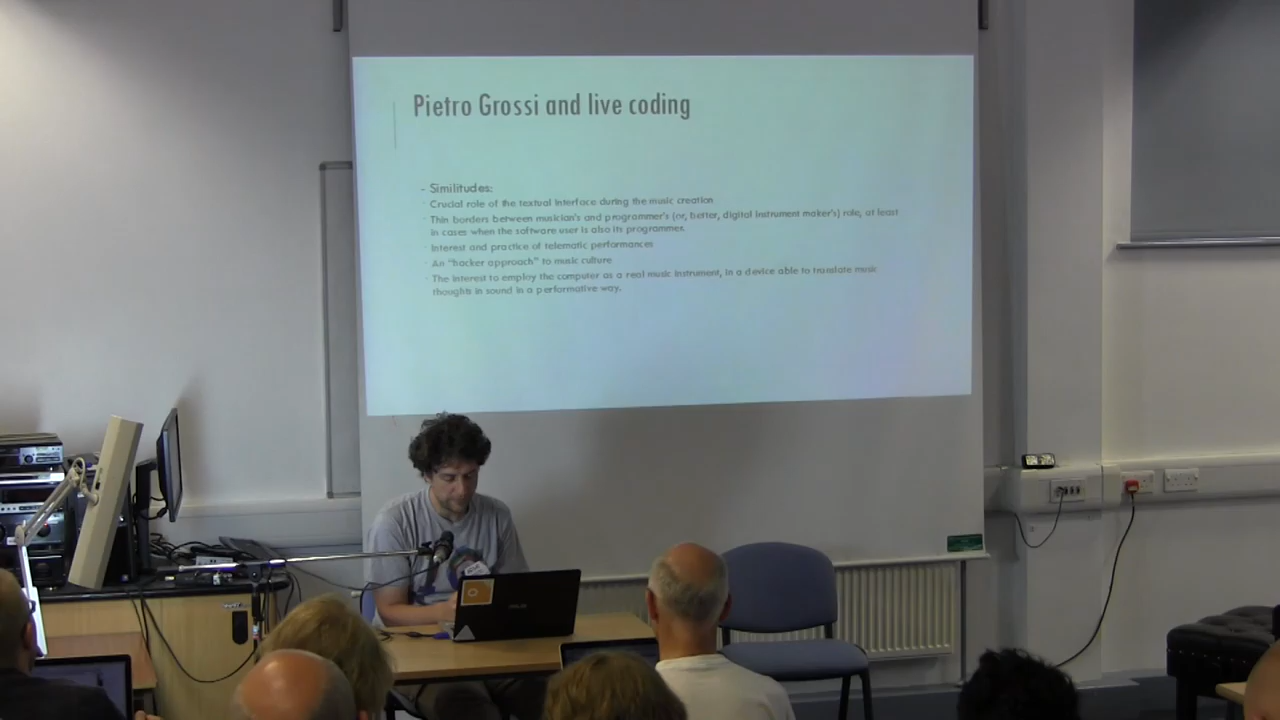 Pietro Grossi and live coding
- Similitudes:
Crucial role of the textual interface during the music creation
Thin borders between musician's and programmer's (or, better, digital instrument maker's) role, at least
in cases when the software user is also its programmes.
Interest and practice of telematic performances
An "hacker approach" to music culture
The interest to employ the computer as a real music instrument, in a device able to translate music
thoughts in sound in a performative way.
ASUS